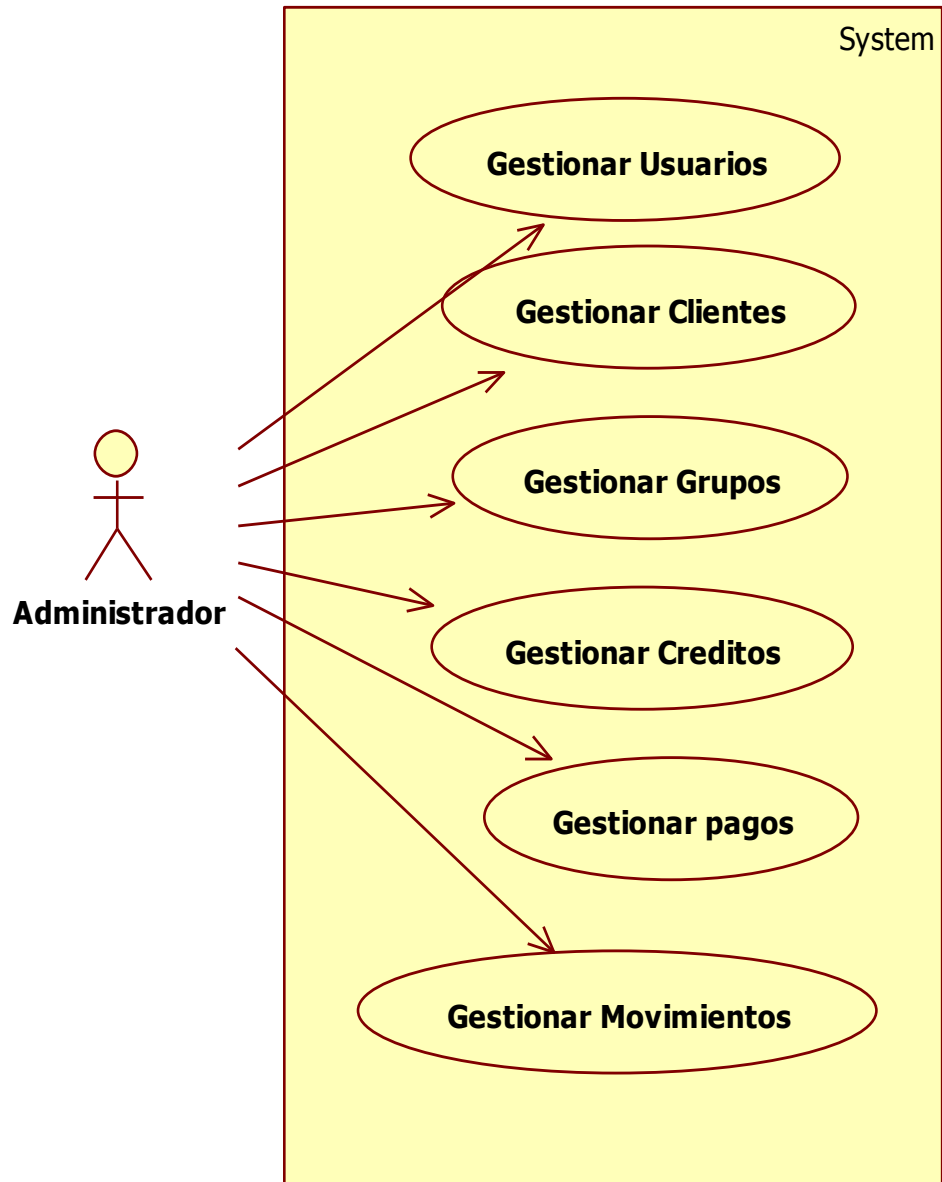 System
Gestionar Usuarios
Gestionar Clientes
Gestionar Grupos
Administrador
Gestionar Creditos
Gestionar pagos
Gestionar Movimientos